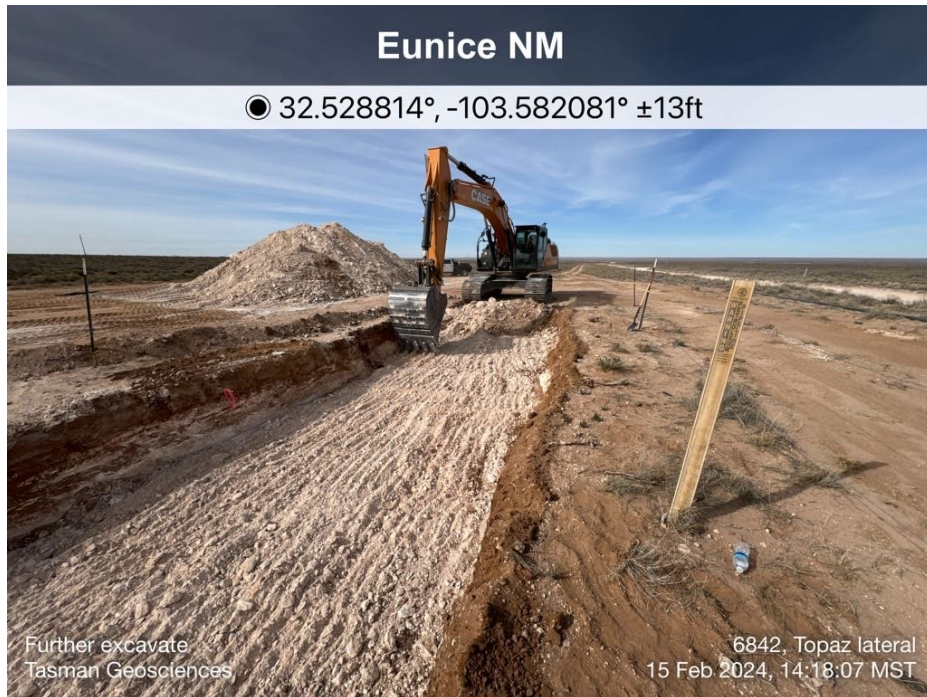 Eunice NM
32.528814°, -103.582081° ±13ft
CASE
Further excavate
Tasman Geosciences
6842, Topaz lateral
15 Feb 2024, 14:18:07 MST